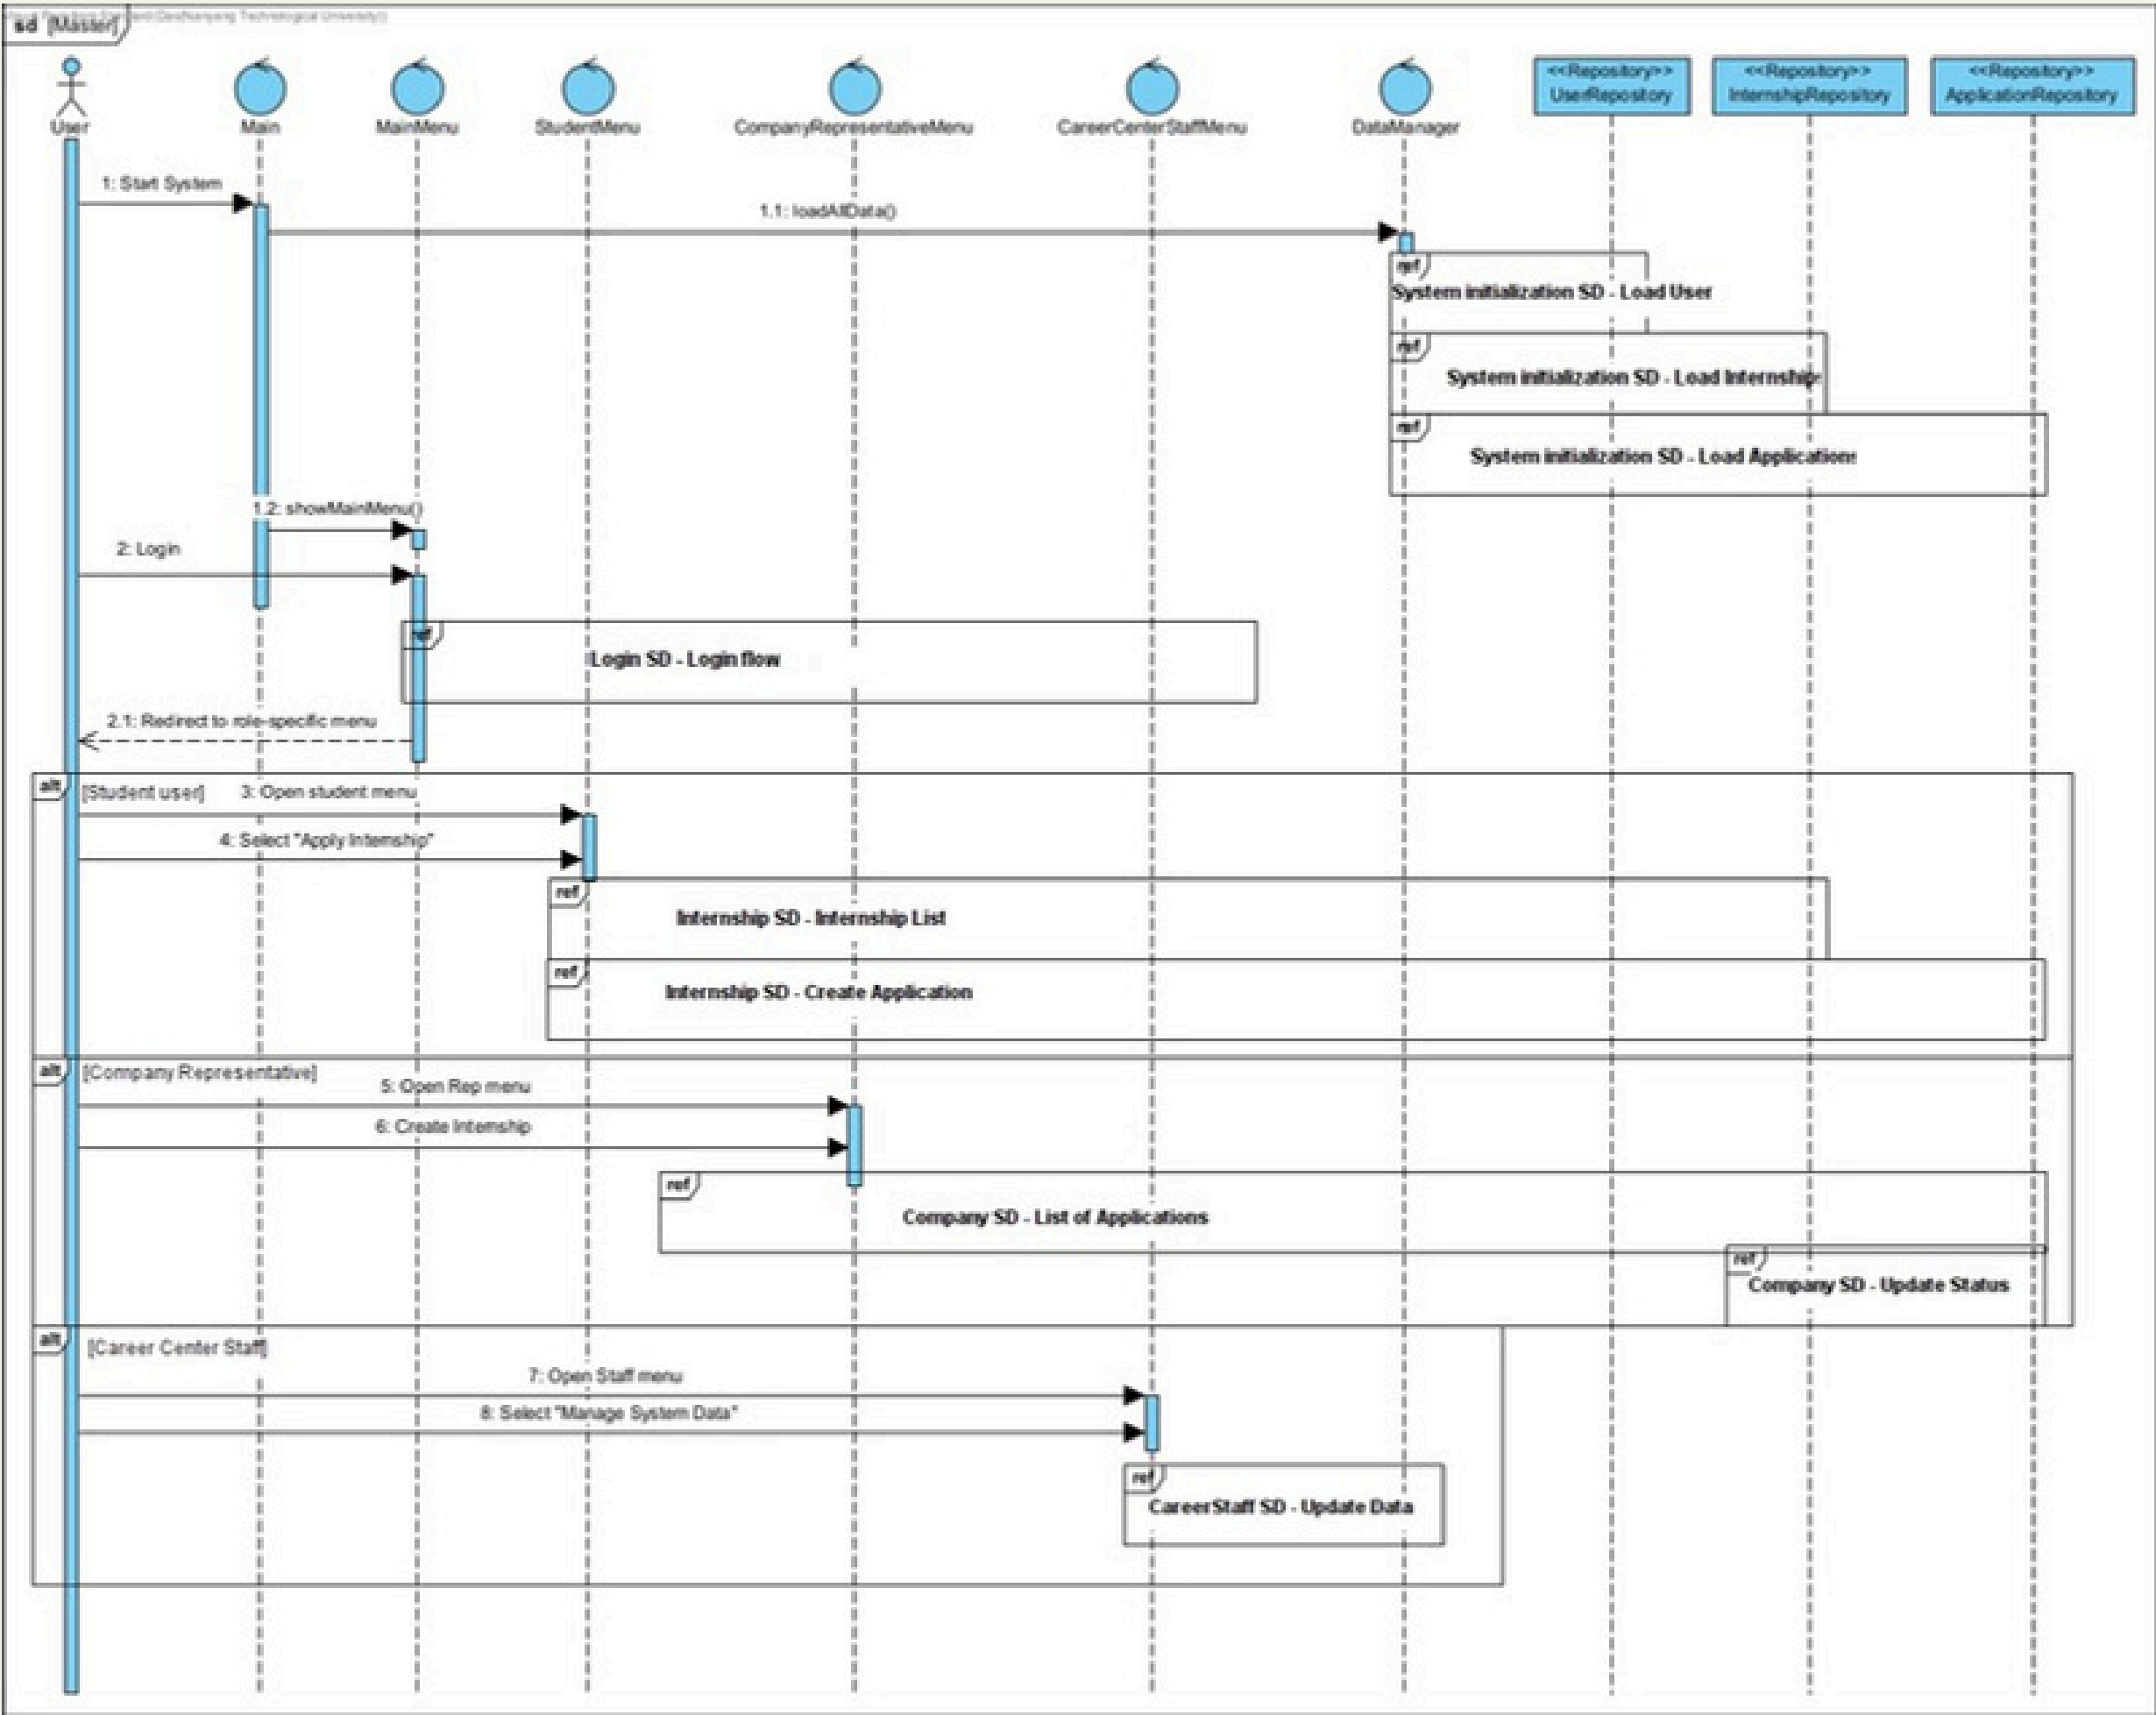 sd [Master]
User
Main
MainMenu
StudentMenu
CompanyRepresentativeMenu
CareerCenterStaffMenu
DataManager
<<Repository>>
UserRepository
<<Repository>>
InternshipRepository
<<Repository>>
ApplicationRepository
1: Start System
1.1: loadAllData()
ref
System initialization SD - Load User
ref
System initialization SD - Load Internship
ref
System initialization SD - Load Applications
1.2: showMainMenu()
2: Login
ref
Login SD - Login flow
2.1: Redirect to role-specific menu
alt
[Student user]
3: Open student menu
4: Select "Apply Internship"
ref
Internship SD - Internship List
ref
Internship SD - Create Application
alt
[Company Representative]
5: Open Rep menu
6: Create Internship
ref
Company SD - List of Applications
ref
Company SD - Update Status
alt
[Career Center Staff]
7: Open Staff menu
8: Select "Manage System Data"
ref
CareerStaff SD - Update Data